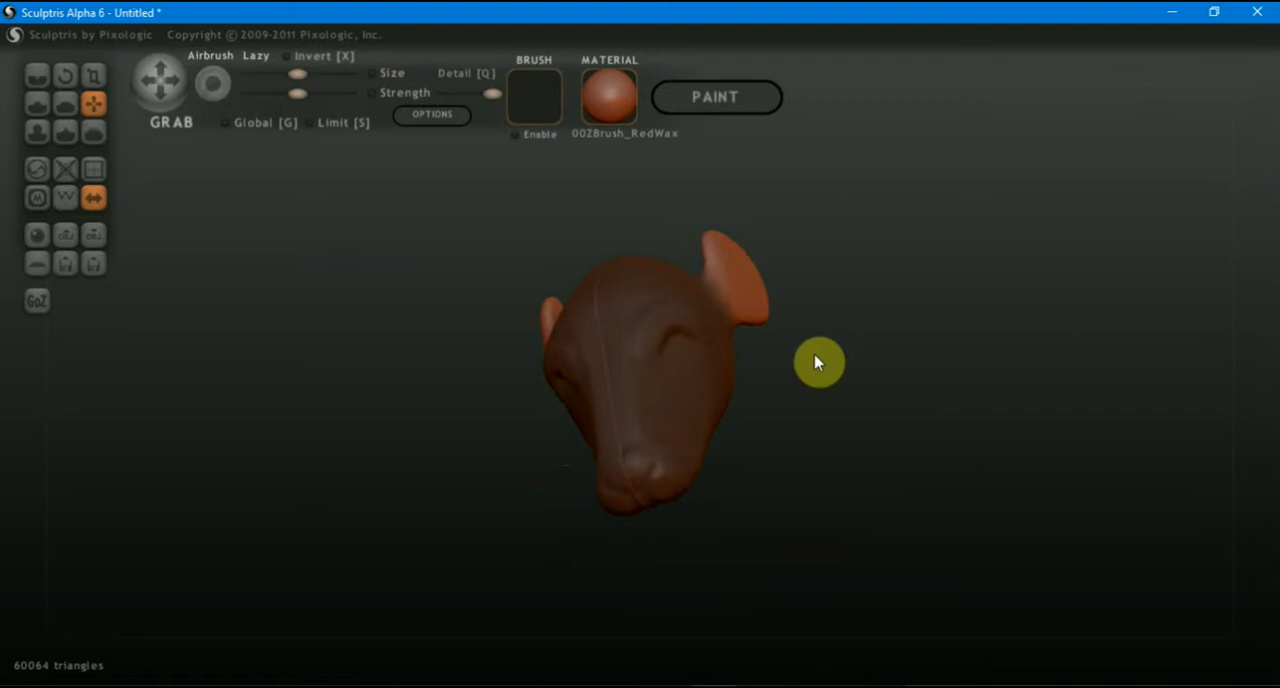 Sculptris Alpha 6 - Untitled *
Sculptris by Pixologic Copyright © 2009-2011 Pixologic, Inc.
Airbrush Lazy Invert [X]
Size Detail [Q]
Strength
OPTIONS
GRAB Global [G] Limit [S]
BRUSH MATERIAL
Enable 00ZBrush_RedWax
PAINT
GoZ
60064 triangles